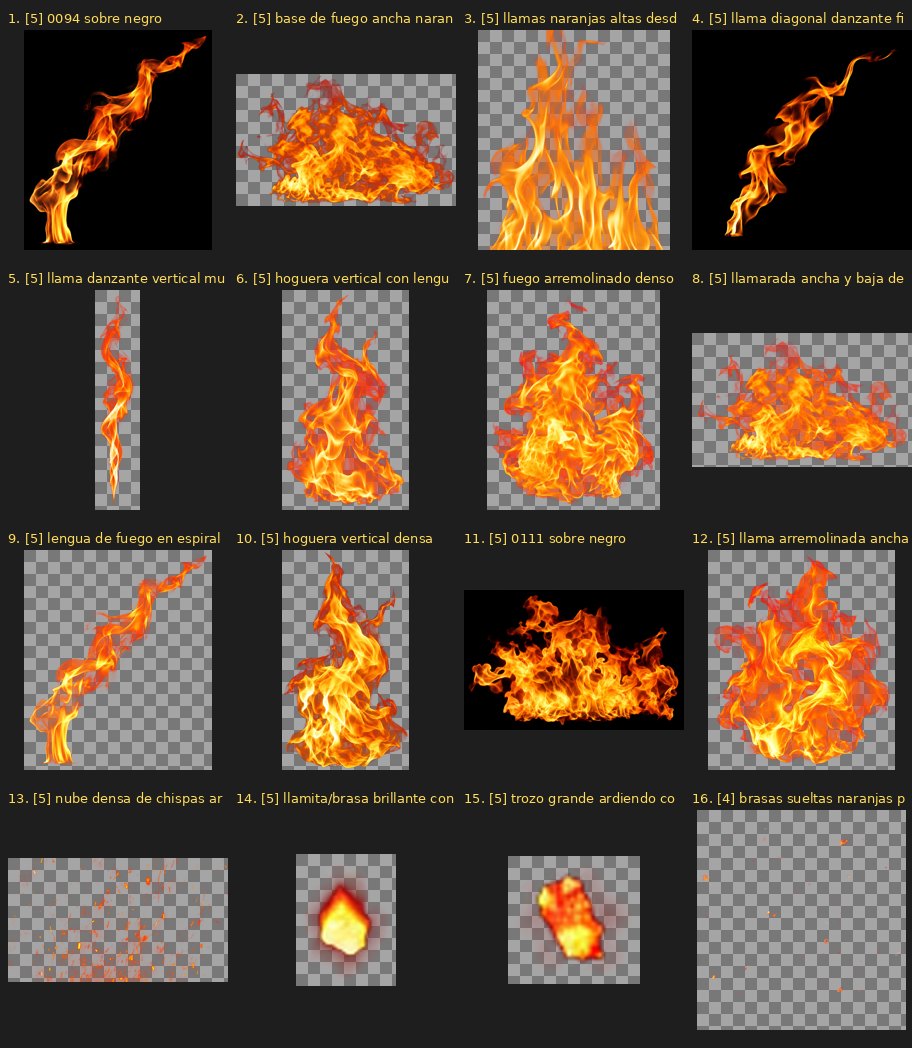 1. [5] 0094 sobre negro
2. [5] base de fuego ancha naran
3. [5] llamas naranjas altas desd
4. [5] llama diagonal danzante fi
5. [5] llama danzante vertical mu
6. [5] hoguera vertical con lengu
7. [5] fuego arremolinado denso
8. [5] llamarada ancha y baja de
9. [5] lengua de fuego en espiral
10. [5] hoguera vertical densa
11. [5] 0111 sobre negro
12. [5] llama arremolinada ancha
13. [5] nube densa de chispas ar
14. [5] llamita/brasa brillante con
15. [5] trozo grande ardiendo co
16. [4] brasas sueltas naranjas p